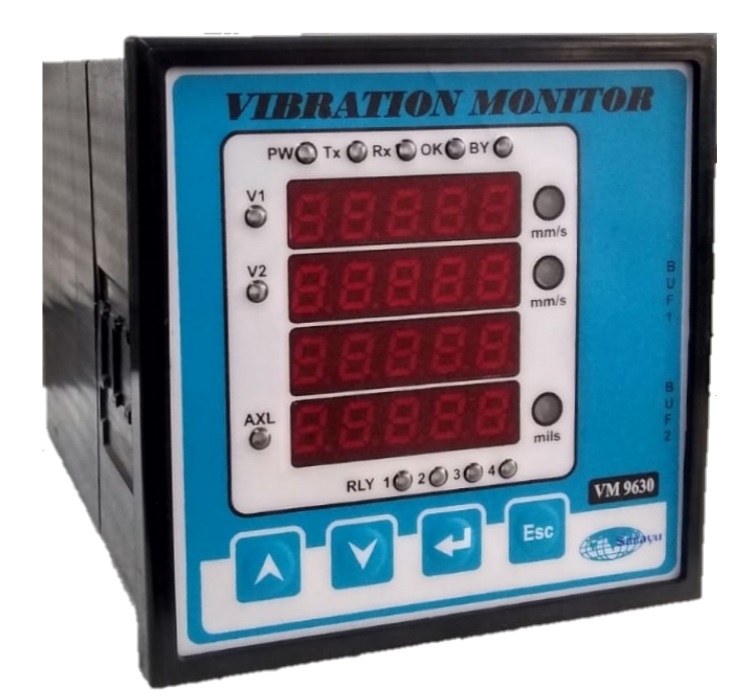 VIBRATION MONITOR
PW Tx Rx OK BY
V1
mm/s
V2
mm/s
BUF1
AXL
mils
BUF2
RLY 1 2 3 4
VM 9630
Esc
Sarayu